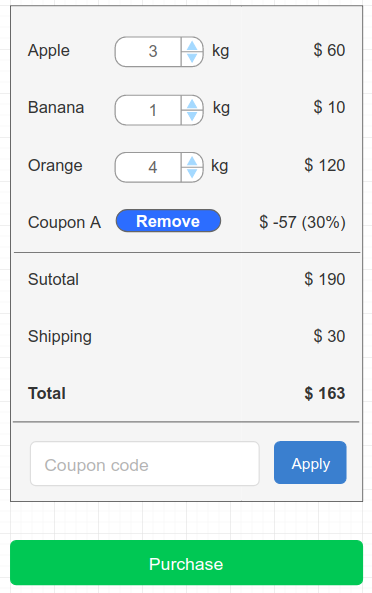 Apple 3 kg $ 60
Banana 1 kg $ 10
Orange 4 kg $ 120
Coupon A Remove $ -57 (30%)
Sutotal $ 190
Shipping $ 30
Total $ 163
Coupon code Apply
Purchase